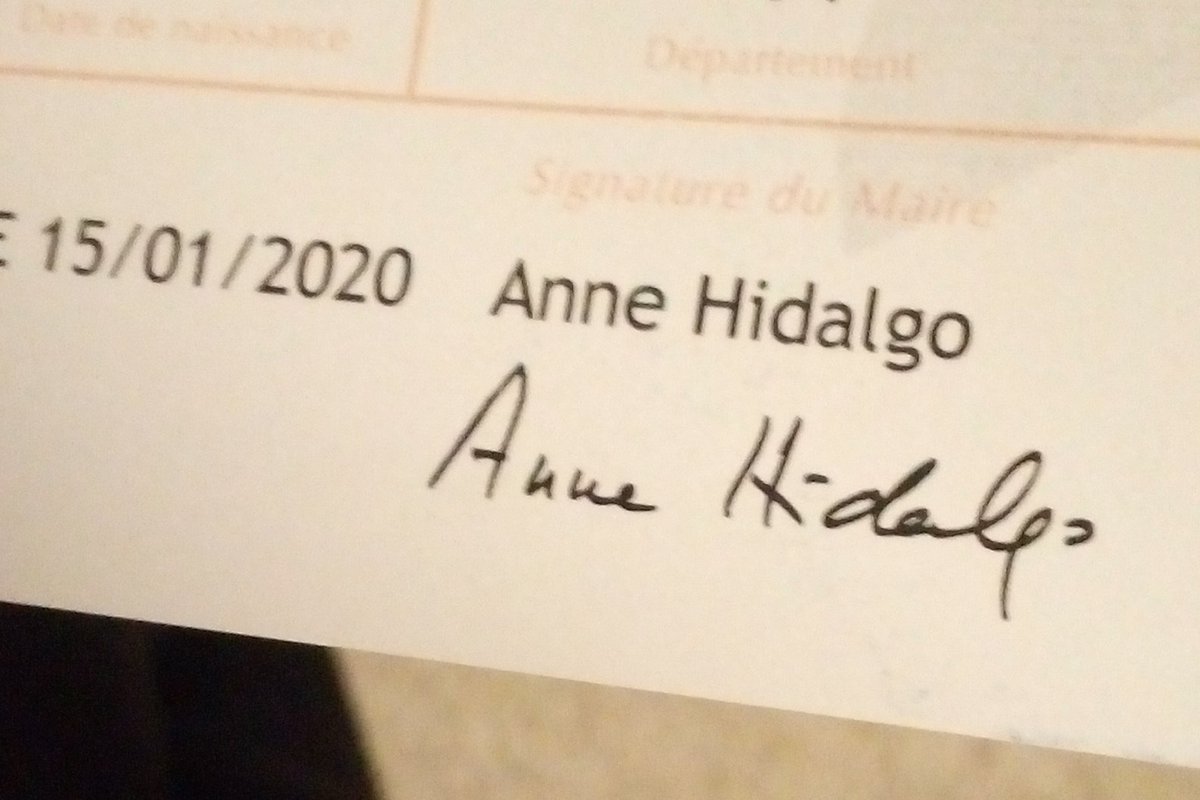 Date de naissance
Département
Signature du Maire
15/01/2020 Anne Hidalgo
Anne Hidalgo